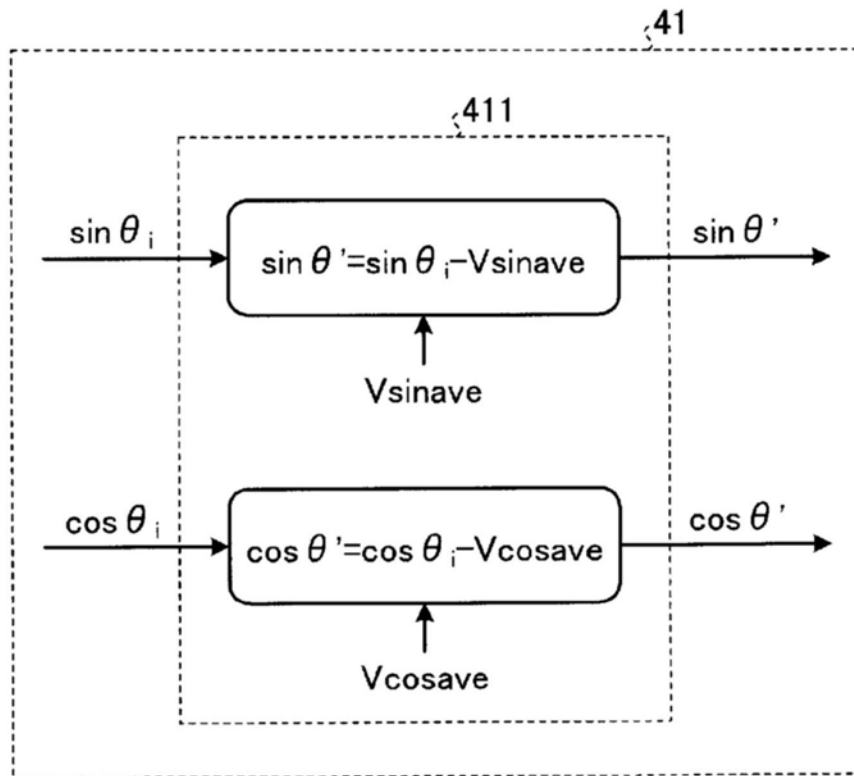 41
411
sin θ i
sin θ '=sin θ i-Vsinave
sin θ '
Vsinave
cos θ i
cos θ '=cos θ i-Vcosave
cos θ '
Vcosave